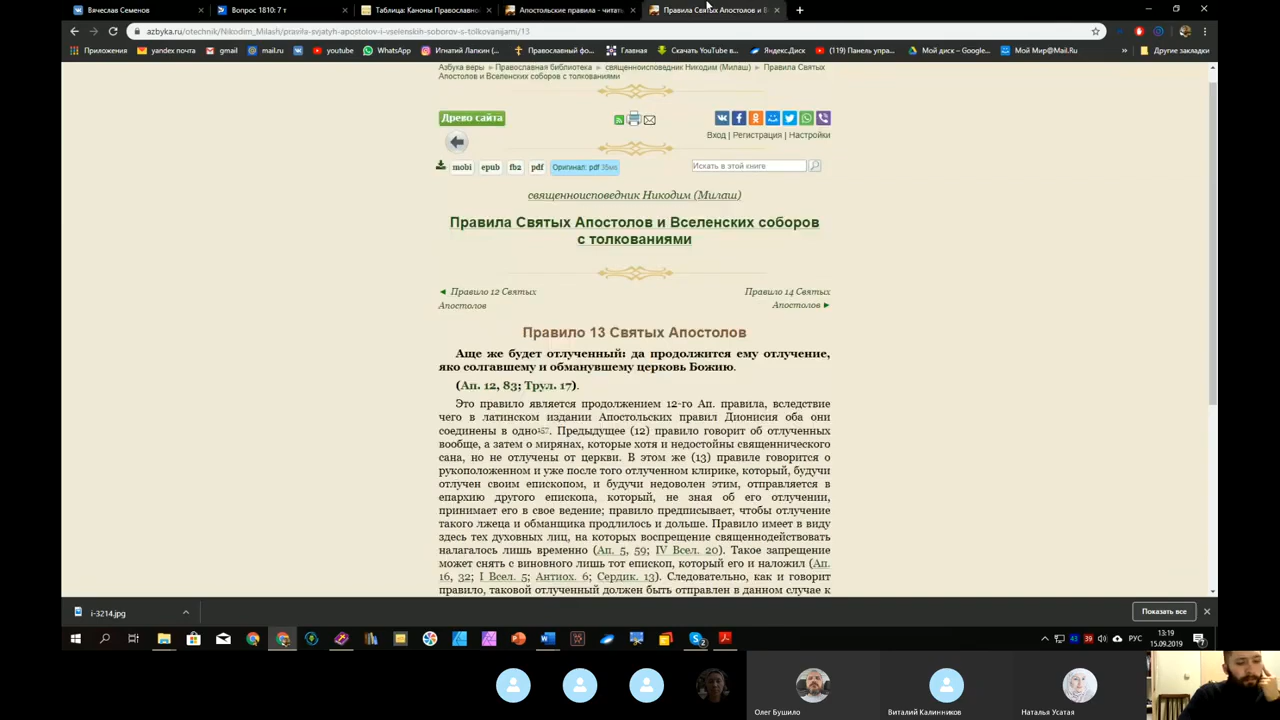 Вячеслав Семенов
Вопрос 1810: 7 т
Таблица: Каноны Православно
Апостольские правила - читать
Правила Святых Апостолов и В
azbyka.ru/otechnik/Nikodim_Milash/pravila-svjatyh-apostolov-i-vselenskih-soborov-s-tolkovanijami/13
Приложения
yandex почта
gmail
mail.ru
youtube
WhatsApp
Игнатий Лапкин (...
Православный фо...
Главная
Скачать YouTube в...
Яндекс.Диск
(119) Панель упра...
Мой диск – Google...
Мой Мир@Mail.Ru
»
Другие закладки
Азбука веры ▸ Православная библиотека ▸ священноисповедник Никодим (Милаш) ▸ Правила Святых
Апостолов и Вселенских соборов с толкованиями
Древо сайта
Вход | Регистрация | Настройки
mobi
epub
fb2
pdf
Оригинал: pdf 35МБ
Искать в этой книге
священноисповедник Никодим (Милаш)
Правила Святых Апостолов и Вселенских соборов
с толкованиями
◄ Правило 12 Святых
Апостолов
Правило 14 Святых
Апостолов ►
Правило 13 Святых Апостолов
Аще же будет отлученный: да продолжится ему отлучение,
яко солгавшему и обманувшему церковь Божию.
(Ап. 12, 83; Трул. 17).
Это правило является продолжением 12-го Ап. правила, вследствие
чего в латинском издании Апостольских правил Дионисия оба они
соединены в одно157. Предыдущее (12) правило говорит об отлученных
вообще, а затем о мирянах, которые хотя и недостойны священнического
сана, но не отлучены от церкви. В этом же (13) правиле говорится о
рукоположенном и уже после того отлученном клирике, который, будучи
отлучен своим епископом, и будучи недоволен этим, отправляется в
епархию другого епископа, который, не зная об его отлучении,
принимает его в свое ведение; правило предписывает, чтобы отлучение
такого лжеца и обманщика продлилось и дольше. Правило имеет в виду
здесь тех духовных лиц, на которых воспрещение священнодействовать
налагалось лишь временно (Ап. 5, 59; IV Всел. 20). Такое запрещение
может снять с виновного лишь тот епископ, который его и наложил (Ап.
16, 32; I Всел. 5; Антиох. 6; Сердик. 13). Следовательно, как и говорит
правило, таковой отлученный должен быть отправлен в данном случае к
i-3214.jpg
Показать все
43
39
РУС
13:19
15.09.2019
Олег Бушило
Виталий Калинников
Наталья Усатая